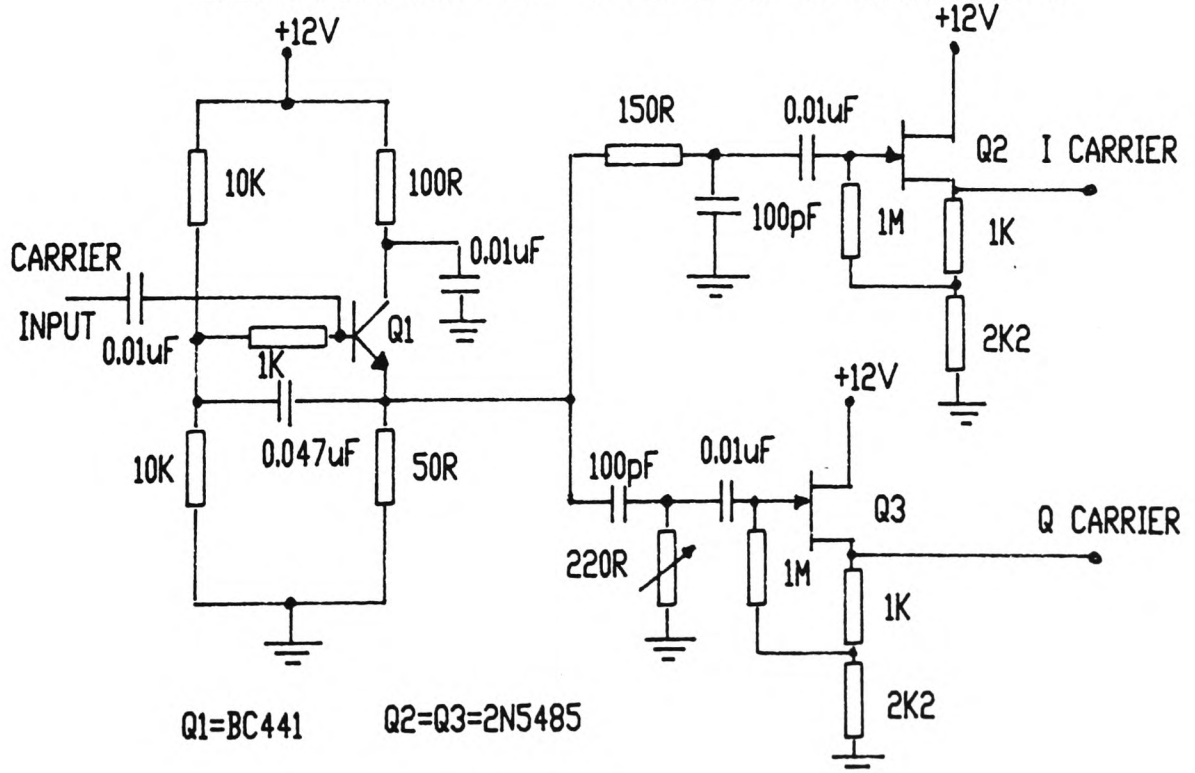 +12V
+12V
150R
0.01uF
Q2
I CARRIER
10K
100R
100pF
1M
1K
CARRIER
INPUT
0.01uF
0.01uF
Q1
1K
2K2
+12V
0.047uF
10K
50R
100pF
0.01uF
Q3
Q CARRIER
220R
1M
1K
2K2
Q1=BC441
Q2=Q3=2N5485